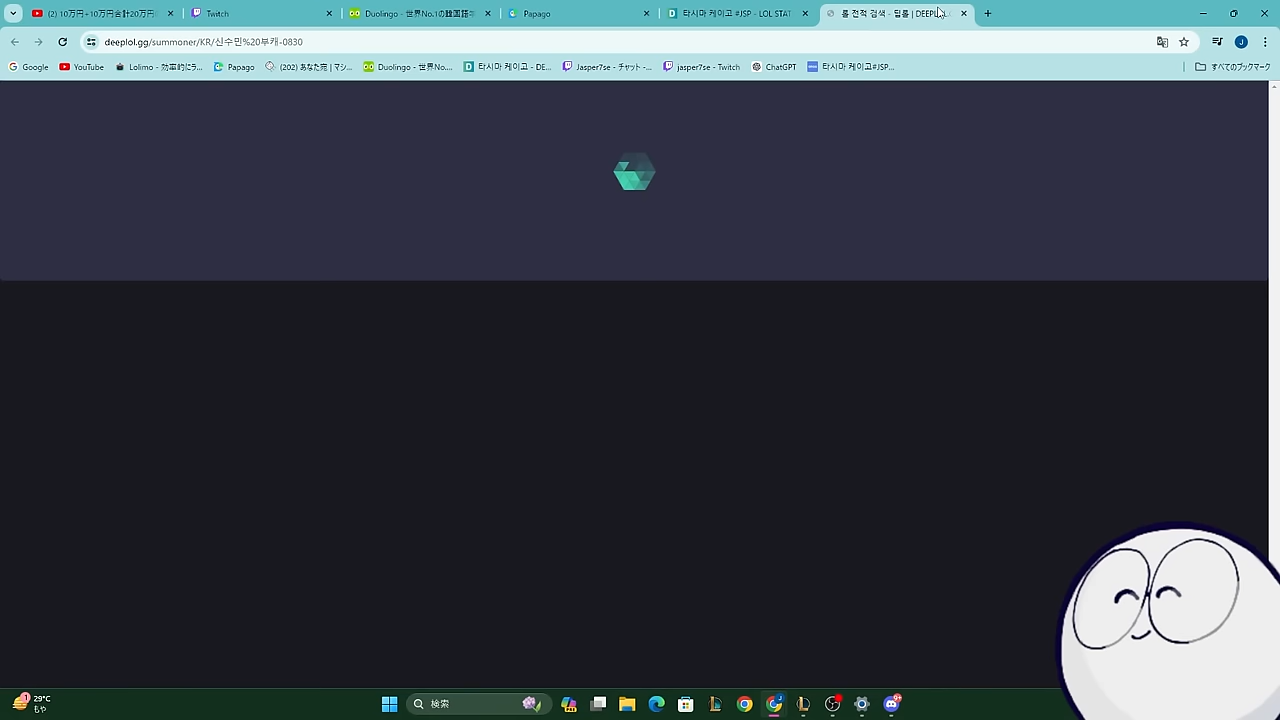 (2) 10万円+10万円合計20万円
Twitch
Duolingo - 世界No.1の韓国語
Papago
타시마 케이고 #JSP - LOL STAT
롤 전적 검색 - 딥롤 | DEEPLOL
deeplol.gg/summoner/KR/신수민%20부캐-0830
Google
YouTube
Lolimo - 効率的にラ...
Papago
(202) あなた宛 | マシ...
Duolingo - 世界No....
타시마 케이고 - DE...
Jasper7se - チャット -...
jasper7se - Twitch
ChatGPT
타시마 케이고#JSP...
すべてのブックマーク
29°C
もや
検索